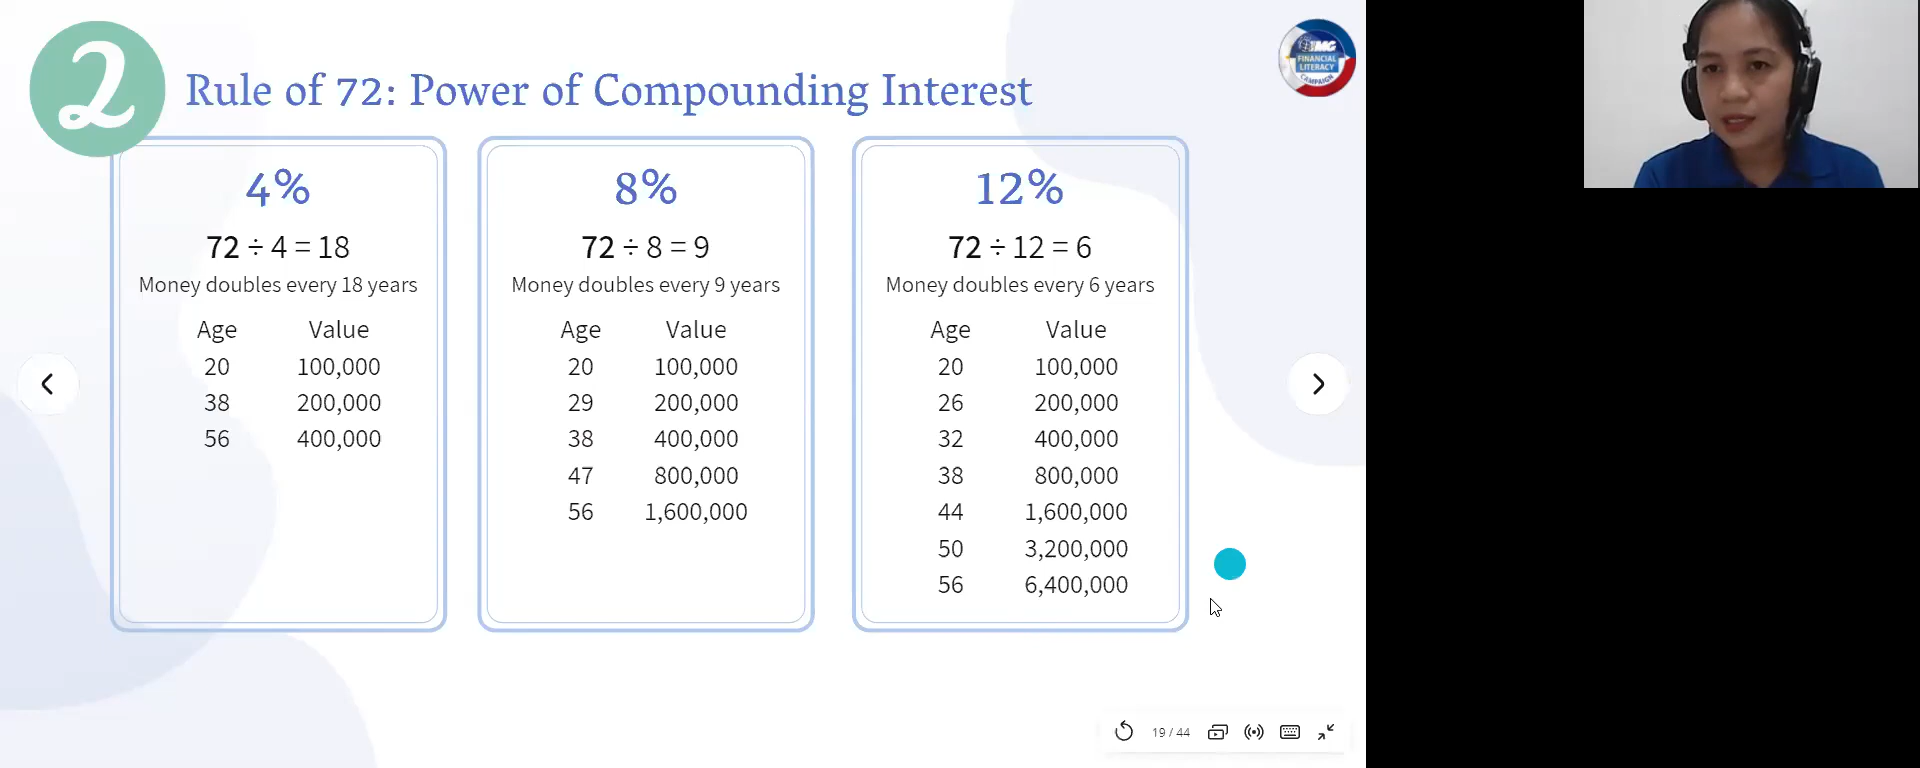 2
Rule of 72: Power of Compounding Interest
IMG
FINANCIAL
LITERACY
CAMPAIGN
4%
72 ÷ 4 = 18
Money doubles every 18 years
Age Value
20 100,000
38 200,000
56 400,000
8%
72 ÷ 8 = 9
Money doubles every 9 years
Age Value
20 100,000
29 200,000
38 400,000
47 800,000
56 1,600,000
12%
72 ÷ 12 = 6
Money doubles every 6 years
Age Value
20 100,000
26 200,000
32 400,000
38 800,000
44 1,600,000
50 3,200,000
56 6,400,000
19 / 44